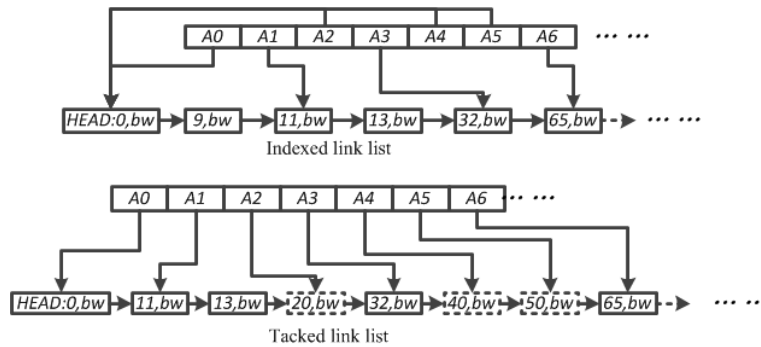 A0 A1 A2 A3 A4 A5 A6 ... ...
HEAD:0,bw 9,bw 11,bw 13,bw 32,bw 65,bw ... ...
Indexed link list
A0 A1 A2 A3 A4 A5 A6 ... ...
HEAD:0,bw 11,bw 13,bw 20,bw 32,bw 40,bw 50,bw 65,bw ... ..
Tacked link list